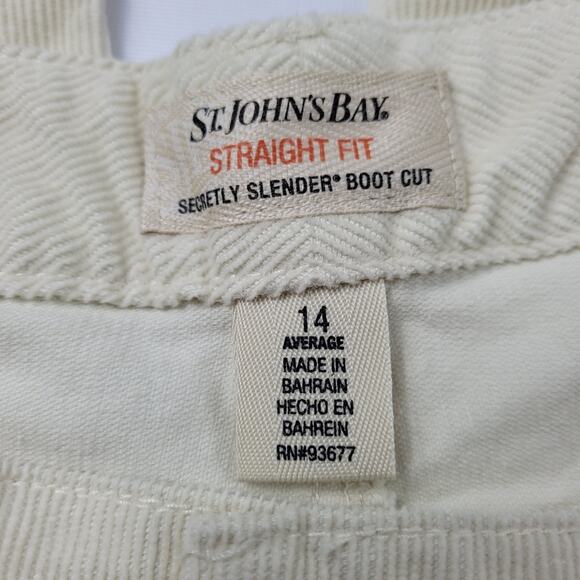 ST. JOHN'S BAY®
STRAIGHT FIT
SECRETLY SLENDER® BOOT CUT
14
AVERAGE
MADE IN
BAHRAIN
HECHO EN
BAHREIN
RN#93677